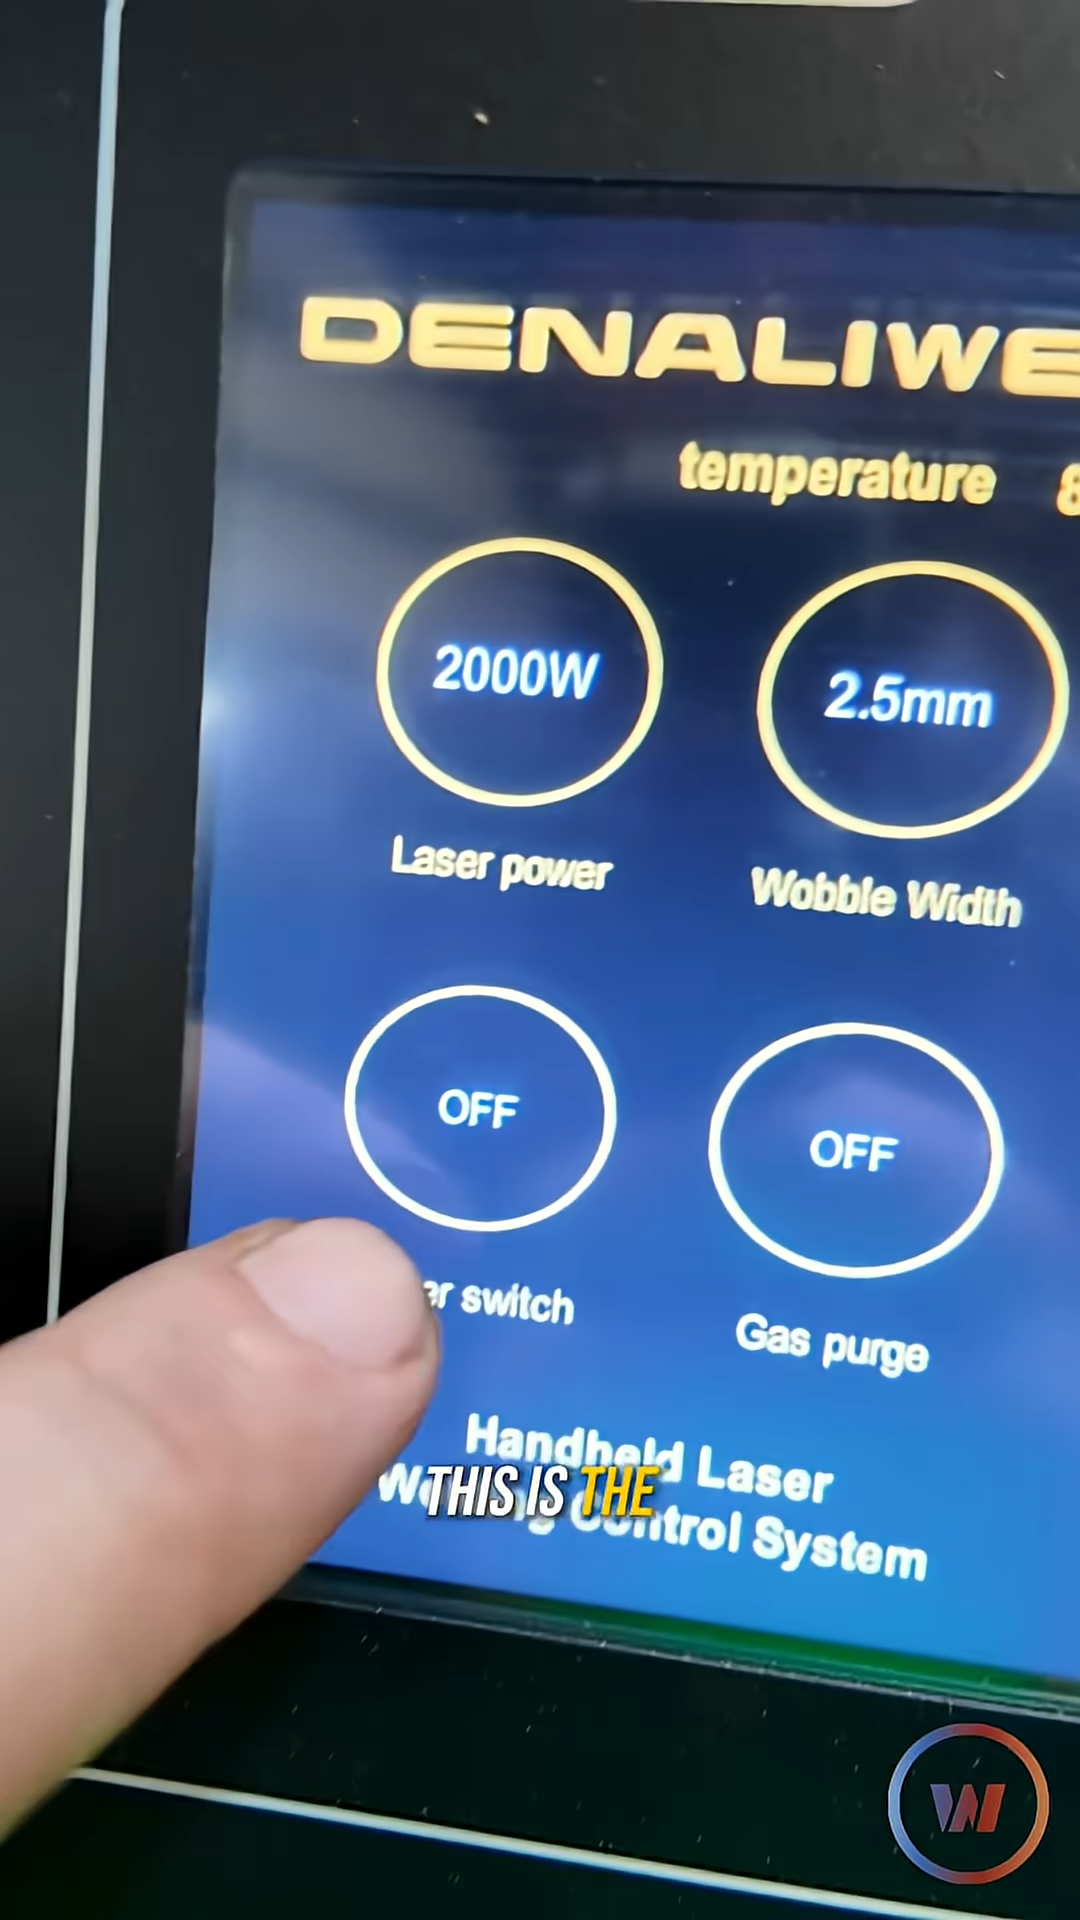 DENALIWE
temperature 8
2000W 2.5mm
Laser power Wobble Width
OFF OFF
er switch Gas purge
Handheld Laser
Control System
THIS IS THE
W